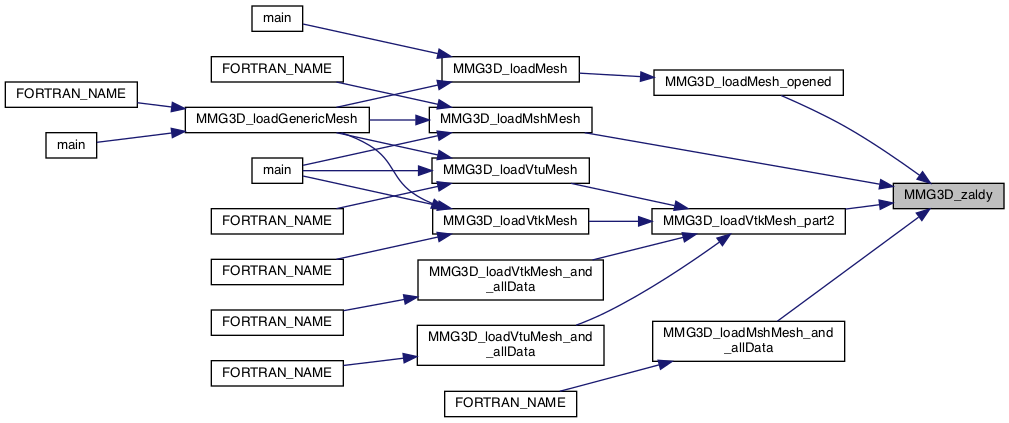 main
FORTRAN_NAME
MMG3D_loadMesh
MMG3D_loadMesh_opened
FORTRAN_NAME
MMG3D_loadGenericMesh
MMG3D_loadMshMesh
main
main
MMG3D_loadVtuMesh
MMG3D_zaldy
FORTRAN_NAME
MMG3D_loadVtkMesh
MMG3D_loadVtkMesh_part2
FORTRAN_NAME
MMG3D_loadVtkMesh_and
_allData
FORTRAN_NAME
MMG3D_loadVtuMesh_and
_allData
MMG3D_loadMshMesh_and
_allData
FORTRAN_NAME
FORTRAN_NAME